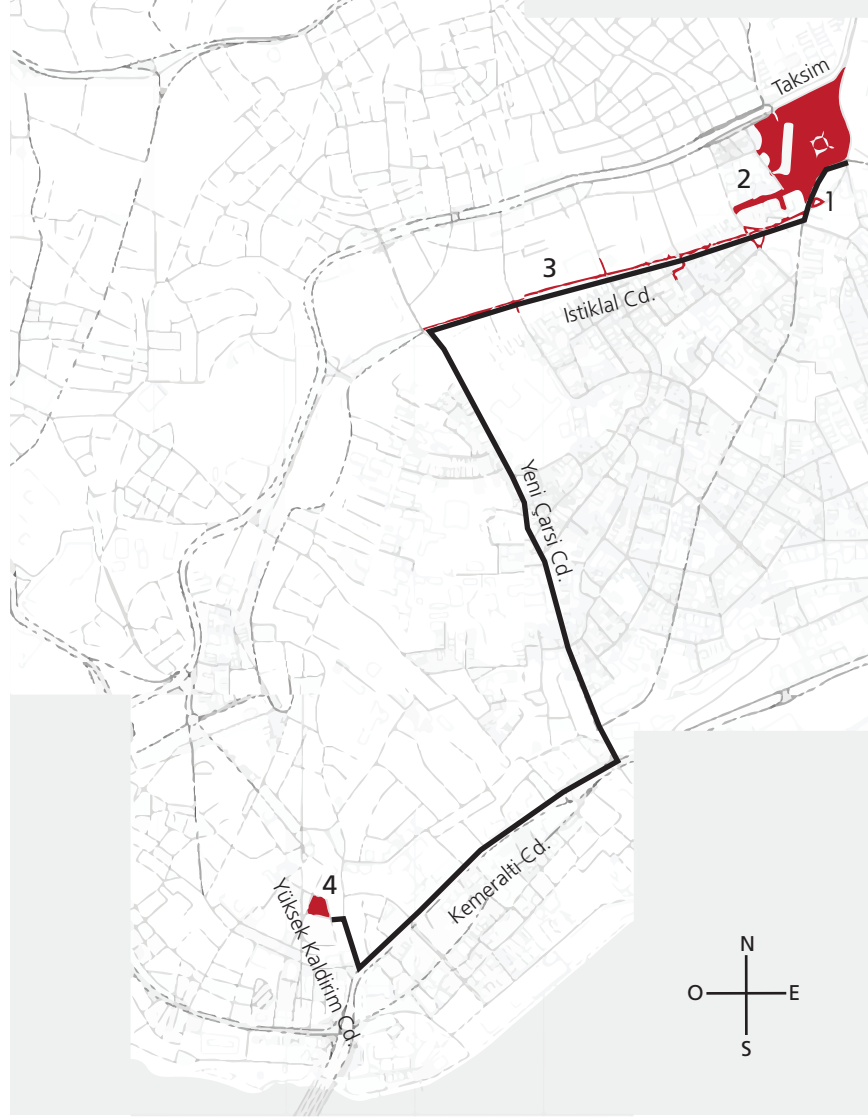 Taksim
2
1
3
Istiklal Cd.
Yeni Çarsi Cd.
Kemeralti Cd.
4
Yüksek Kaldirim Cd.
N
O E
S